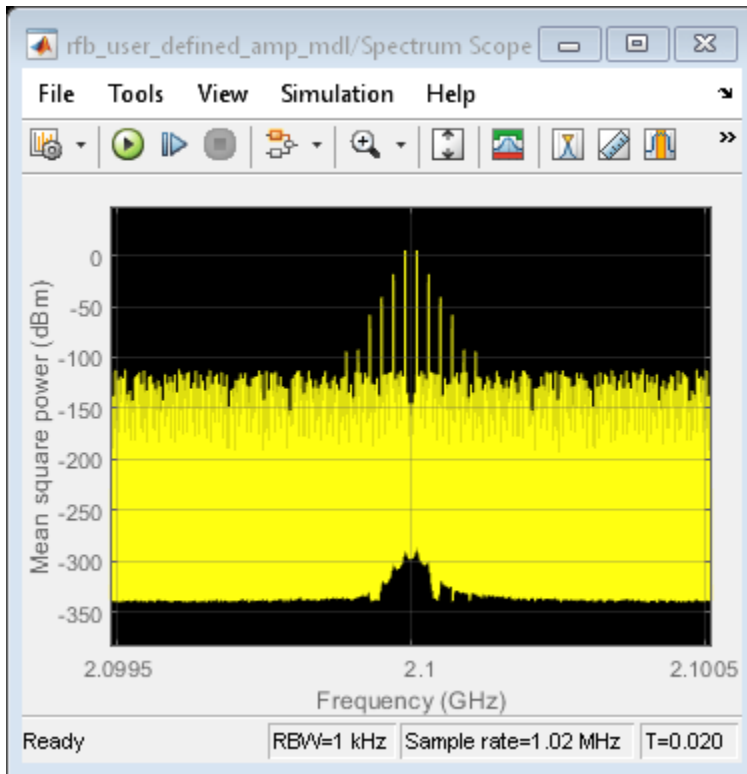 rfb_user_defined_amp_mdl/Spectrum Scope
File Tools View Simulation Help
0
-50
-100
-150
-200
-250
-300
-350
Mean square power (dBm)
2.0995 2.1 2.1005
Frequency (GHz)
Ready RBW=1 kHz Sample rate=1.02 MHz T=0.020